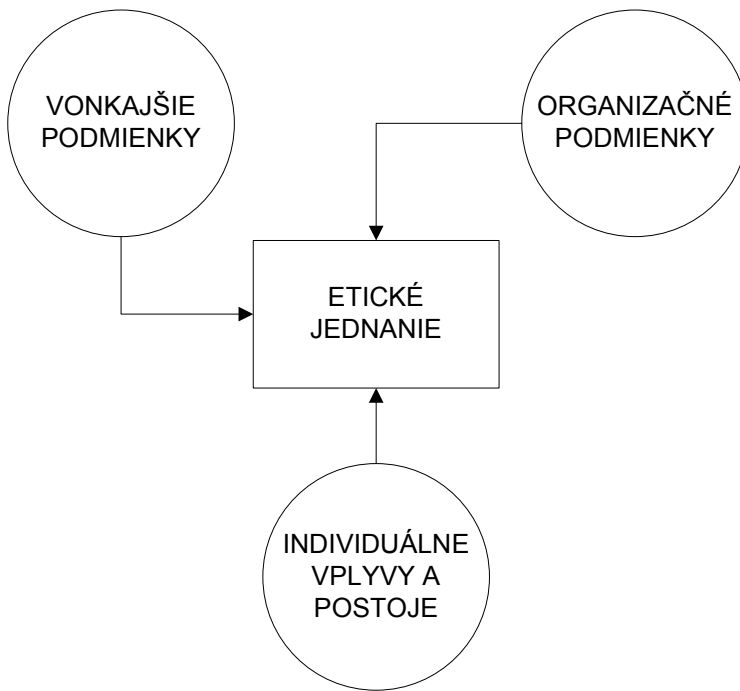 VONKAJŠIE
PODMIENKY
ORGANIZAČNÉ
PODMIENKY
ETICKÉ
JEDNANIE
INDIVIDUÁLNE
VPLYVY A
POSTOJE